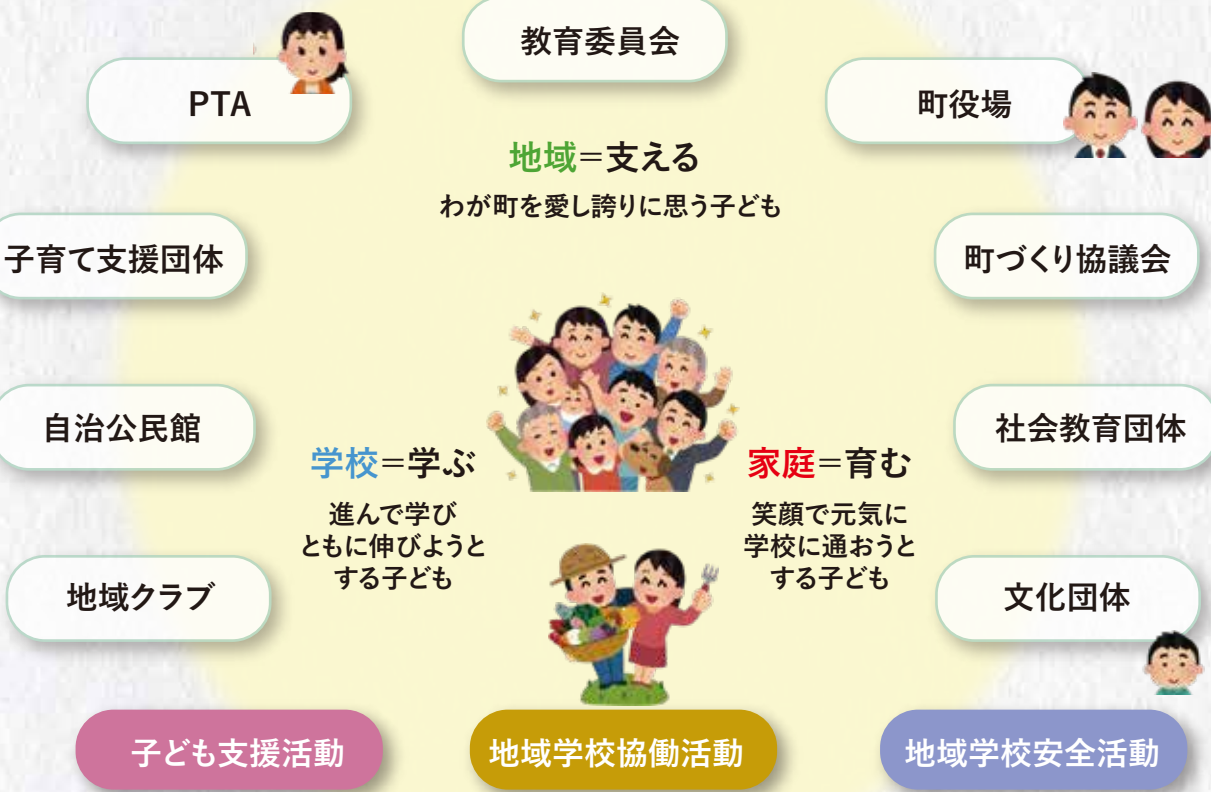 教育委員会
PTA
町役場
地域=支える
わが町を愛し誇りに思う子ども
子育て支援団体
町づくり協議会
自治公民館
社会教育団体
学校=学ぶ
進んで学び
ともに伸びようと
する子ども
家庭=育む
笑顔で元気に
学校に通おうと
する子ども
地域クラブ
文化団体
子ども支援活動
地域学校協働活動
地域学校安全活動